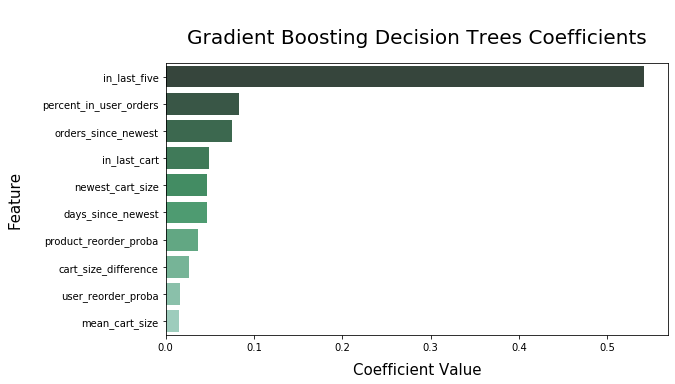 Gradient Boosting Decision Trees Coefficients
in_last_five
percent_in_user_orders
orders_since_newest
in_last_cart
newest_cart_size
days_since_newest
product_reorder_proba
cart_size_difference
user_reorder_proba
mean_cart_size
Feature
0.0 0.1 0.2 0.3 0.4 0.5
Coefficient Value